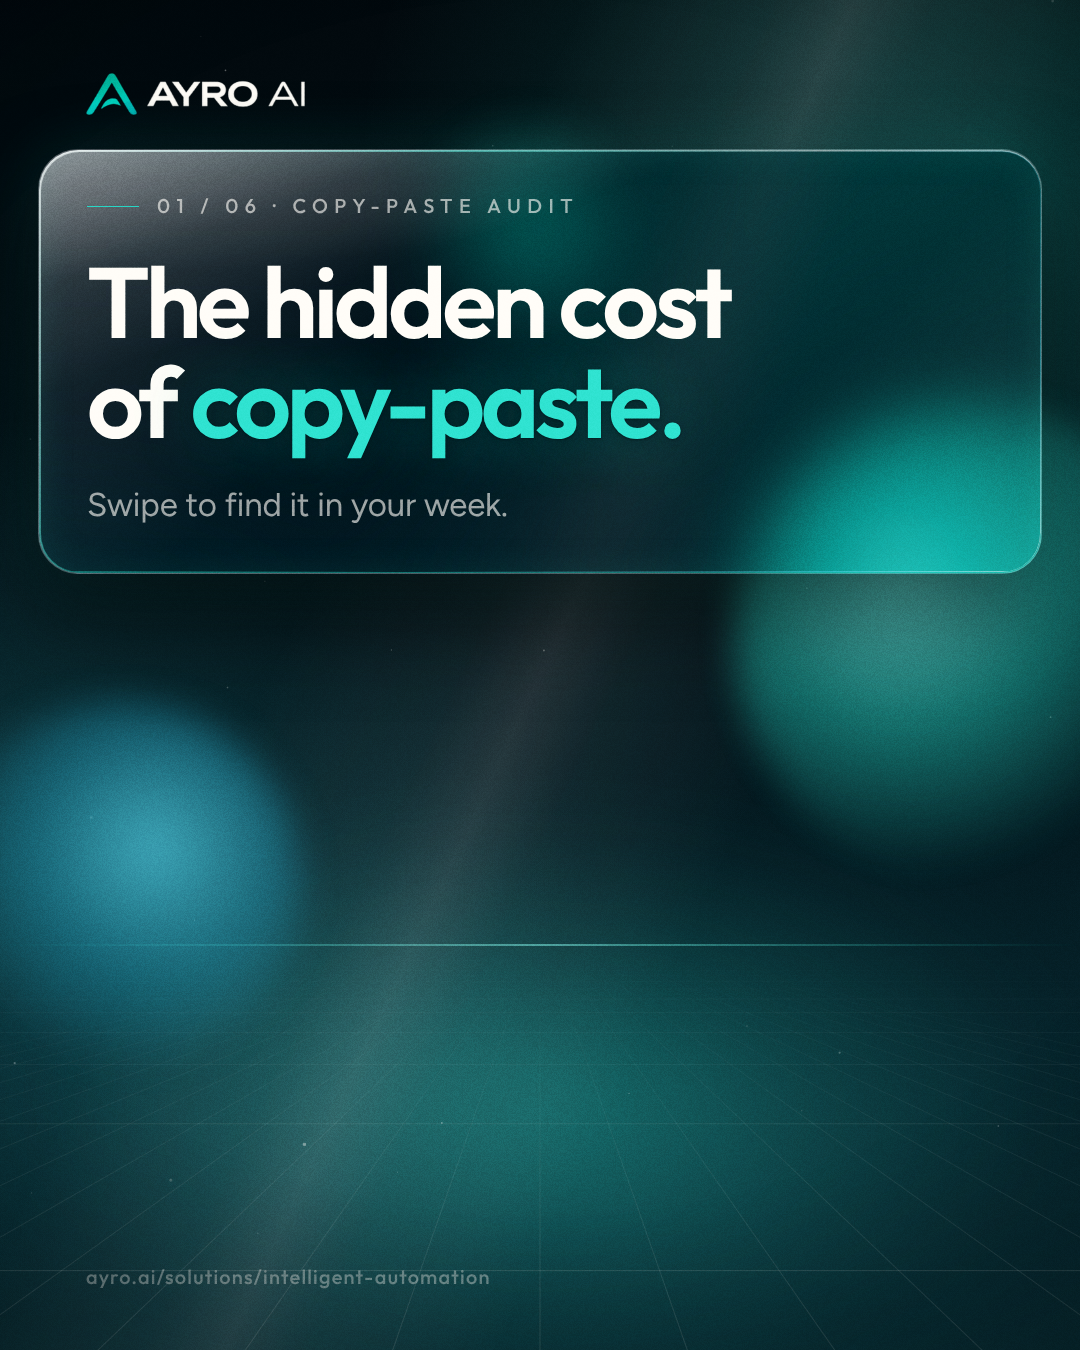 AYRO AI
01 / 06 · COPY-PASTE AUDIT
The hidden cost
of copy-paste.
Swipe to find it in your week.
ayro.ai/solutions/intelligent-automation